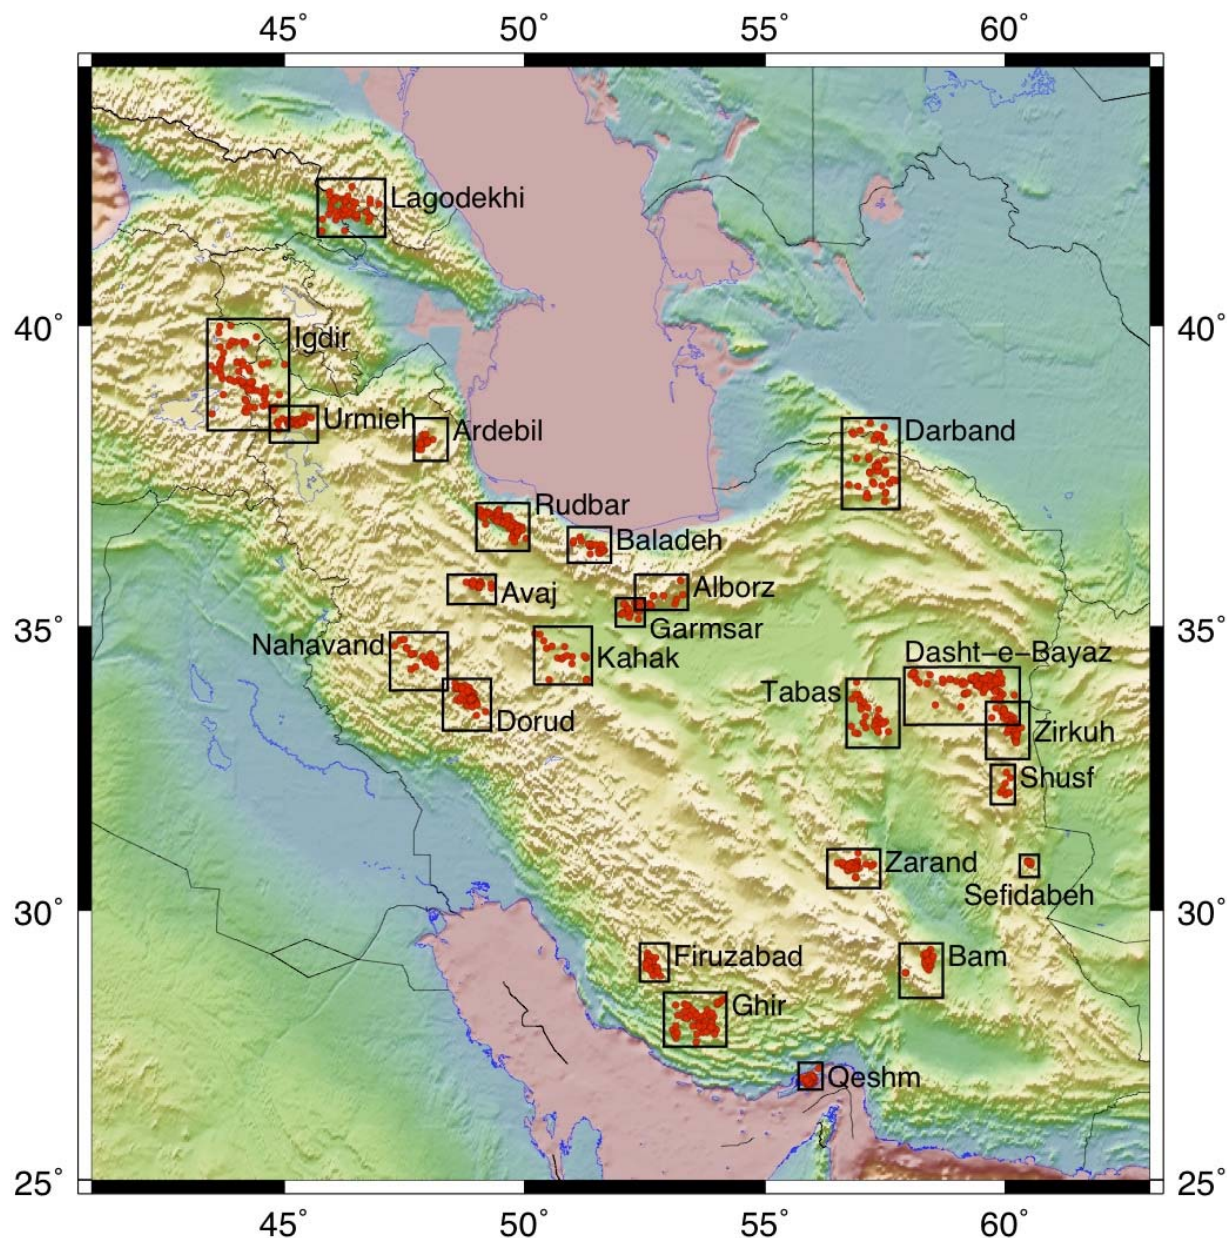 45° 50° 55° 60°
Lagodekhi
40° 40°
Igdir
Urmieh
Ardebil
Darband
Rudbar
Baladeh
Avaj
Alborz
35° 35°
Garmsar
Nahavand
Kahak
Dasht-e-Bayaz
Tabas
Dorud
Zirkuh
Shusf
Zarand
Sefidabeh
30° 30°
Firuzabad
Bam
Ghir
Qeshm
25° 25°
45° 50° 55° 60°